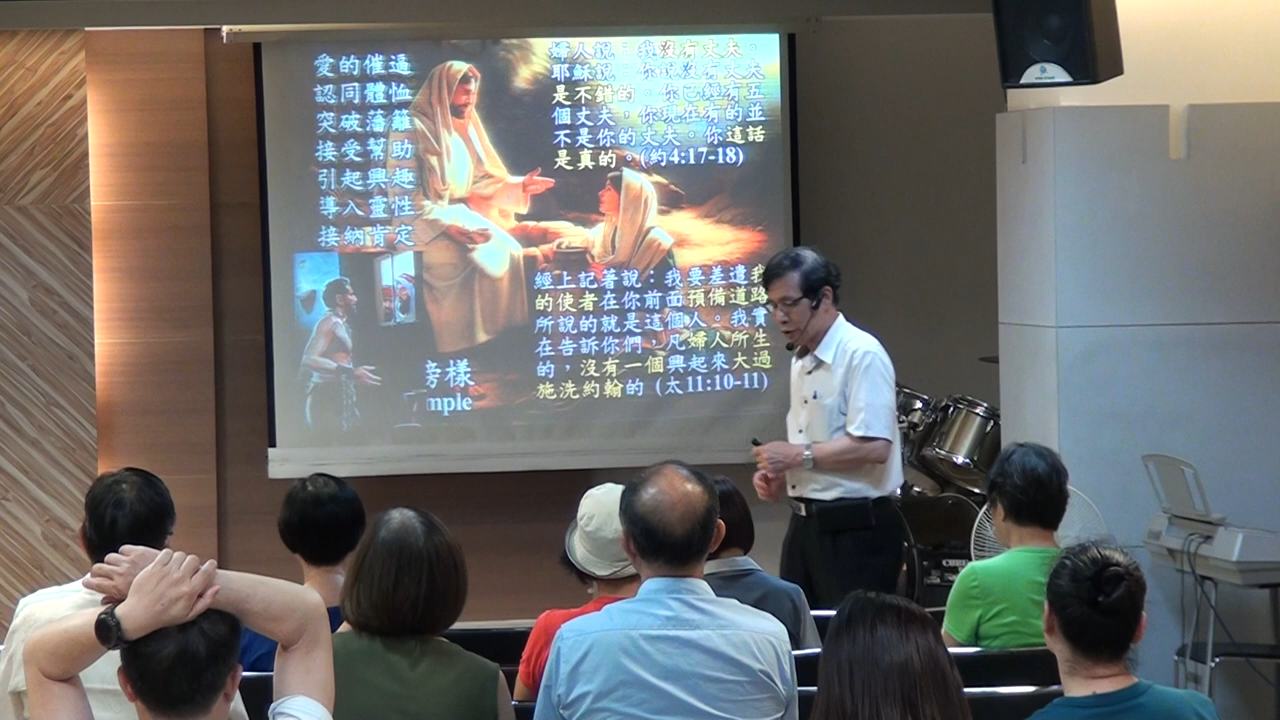 愛的催逼
認同體恤
突破藩籬
接受幫助
引起興趣
導入靈性
接納肯定
婦人說：我沒有丈夫。
耶穌說：你說沒有丈夫
是不錯的。你已經有五
個丈夫，你現在有的並
不是你的丈夫。你這話
是真的。(約4:17-18)
經上記著說：我要差遣我
的使者在你前面預備道路
所說的就是這個人。我實
在告訴你們，凡婦人所生
的，沒有一個興起來大過
施洗約翰的 (太11:10-11)
榜樣
mple